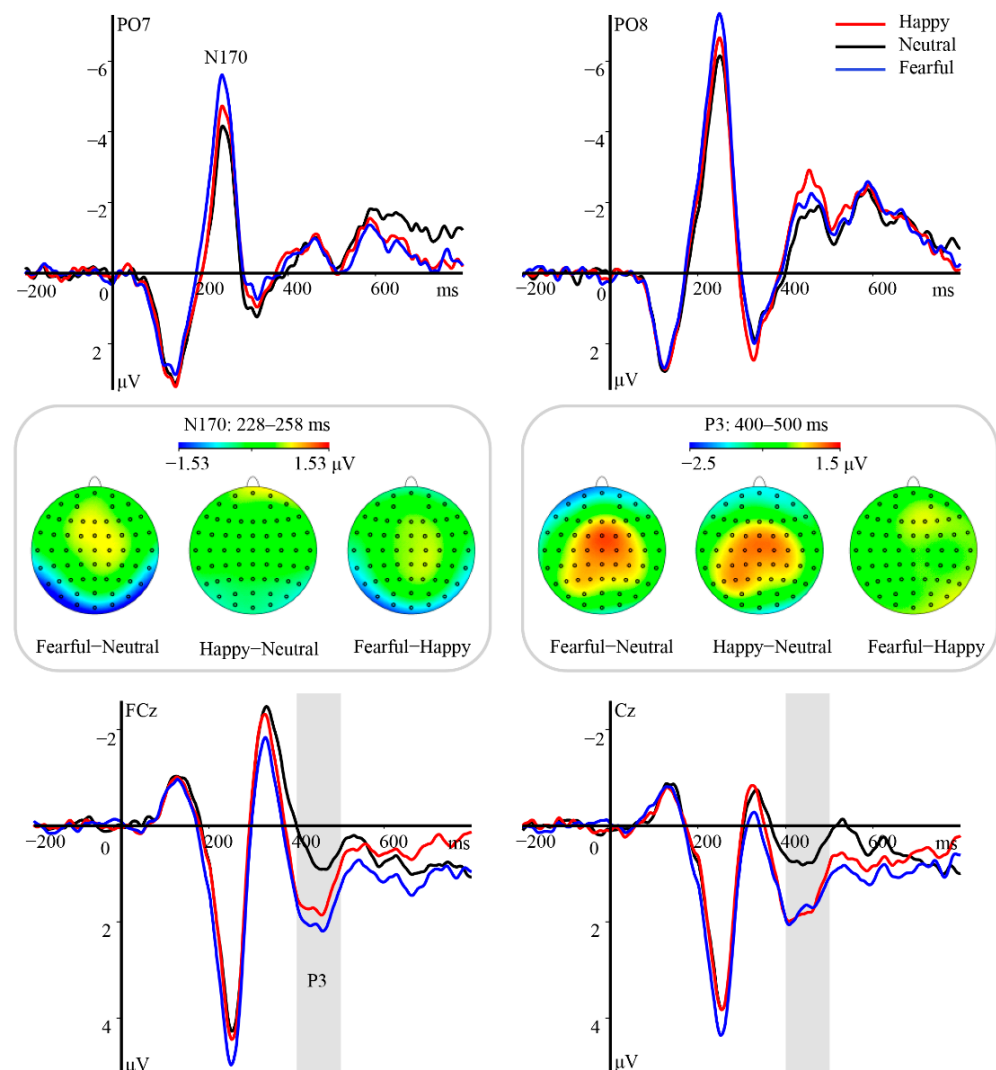 PO7
N170
−6
−4
−2
−200
0
200
400
600
ms
2
µV
PO8
Happy
Neutral
Fearful
−6
−4
−2
−200
0
200
400
600
ms
2
µV
N170: 228−258 ms
−1.53
1.53 µV
Fearful−Neutral
Happy−Neutral
Fearful−Happy
P3: 400−500 ms
−2.5
1.5 µV
Fearful−Neutral
Happy−Neutral
Fearful−Happy
FCz
−2
−200
0
200
400
600
ms
2
P3
4
µV
Cz
−2
−200
0
200
400
600
ms
2
4
µV